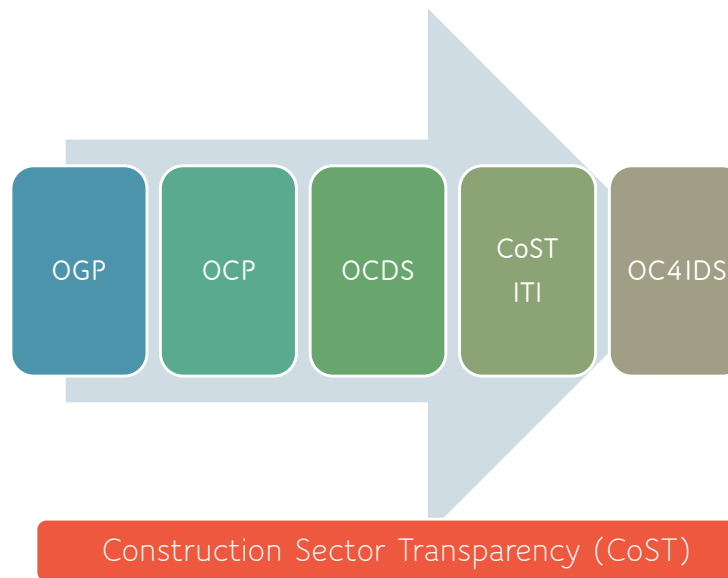 OGP
OCP
OCDS
CoST
ITI
OC4IDS
Construction Sector Transparency (CoST)